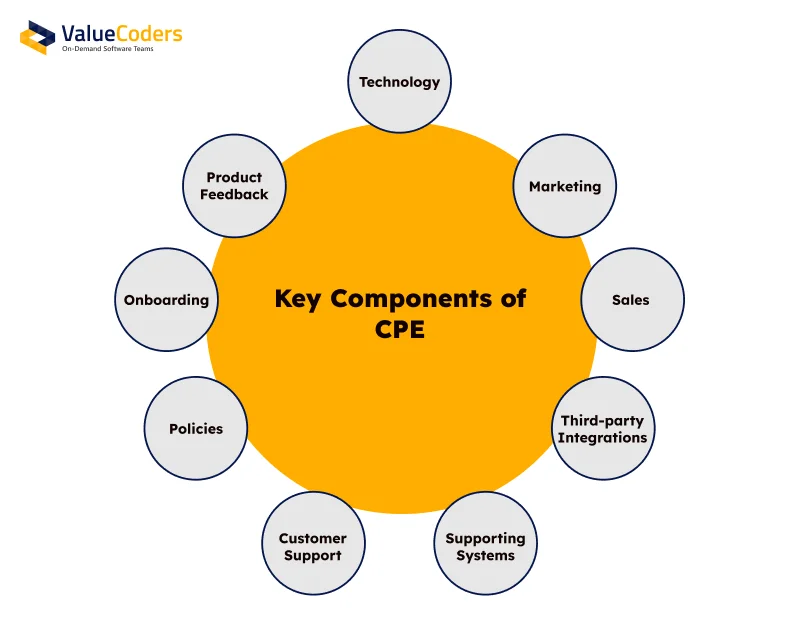 ValueCoders
On-Demand Software Teams
Technology
Product
Feedback
Marketing
Onboarding
Key Components of
CPE
Sales
Policies
Third-party
Integrations
Customer
Support
Supporting
Systems